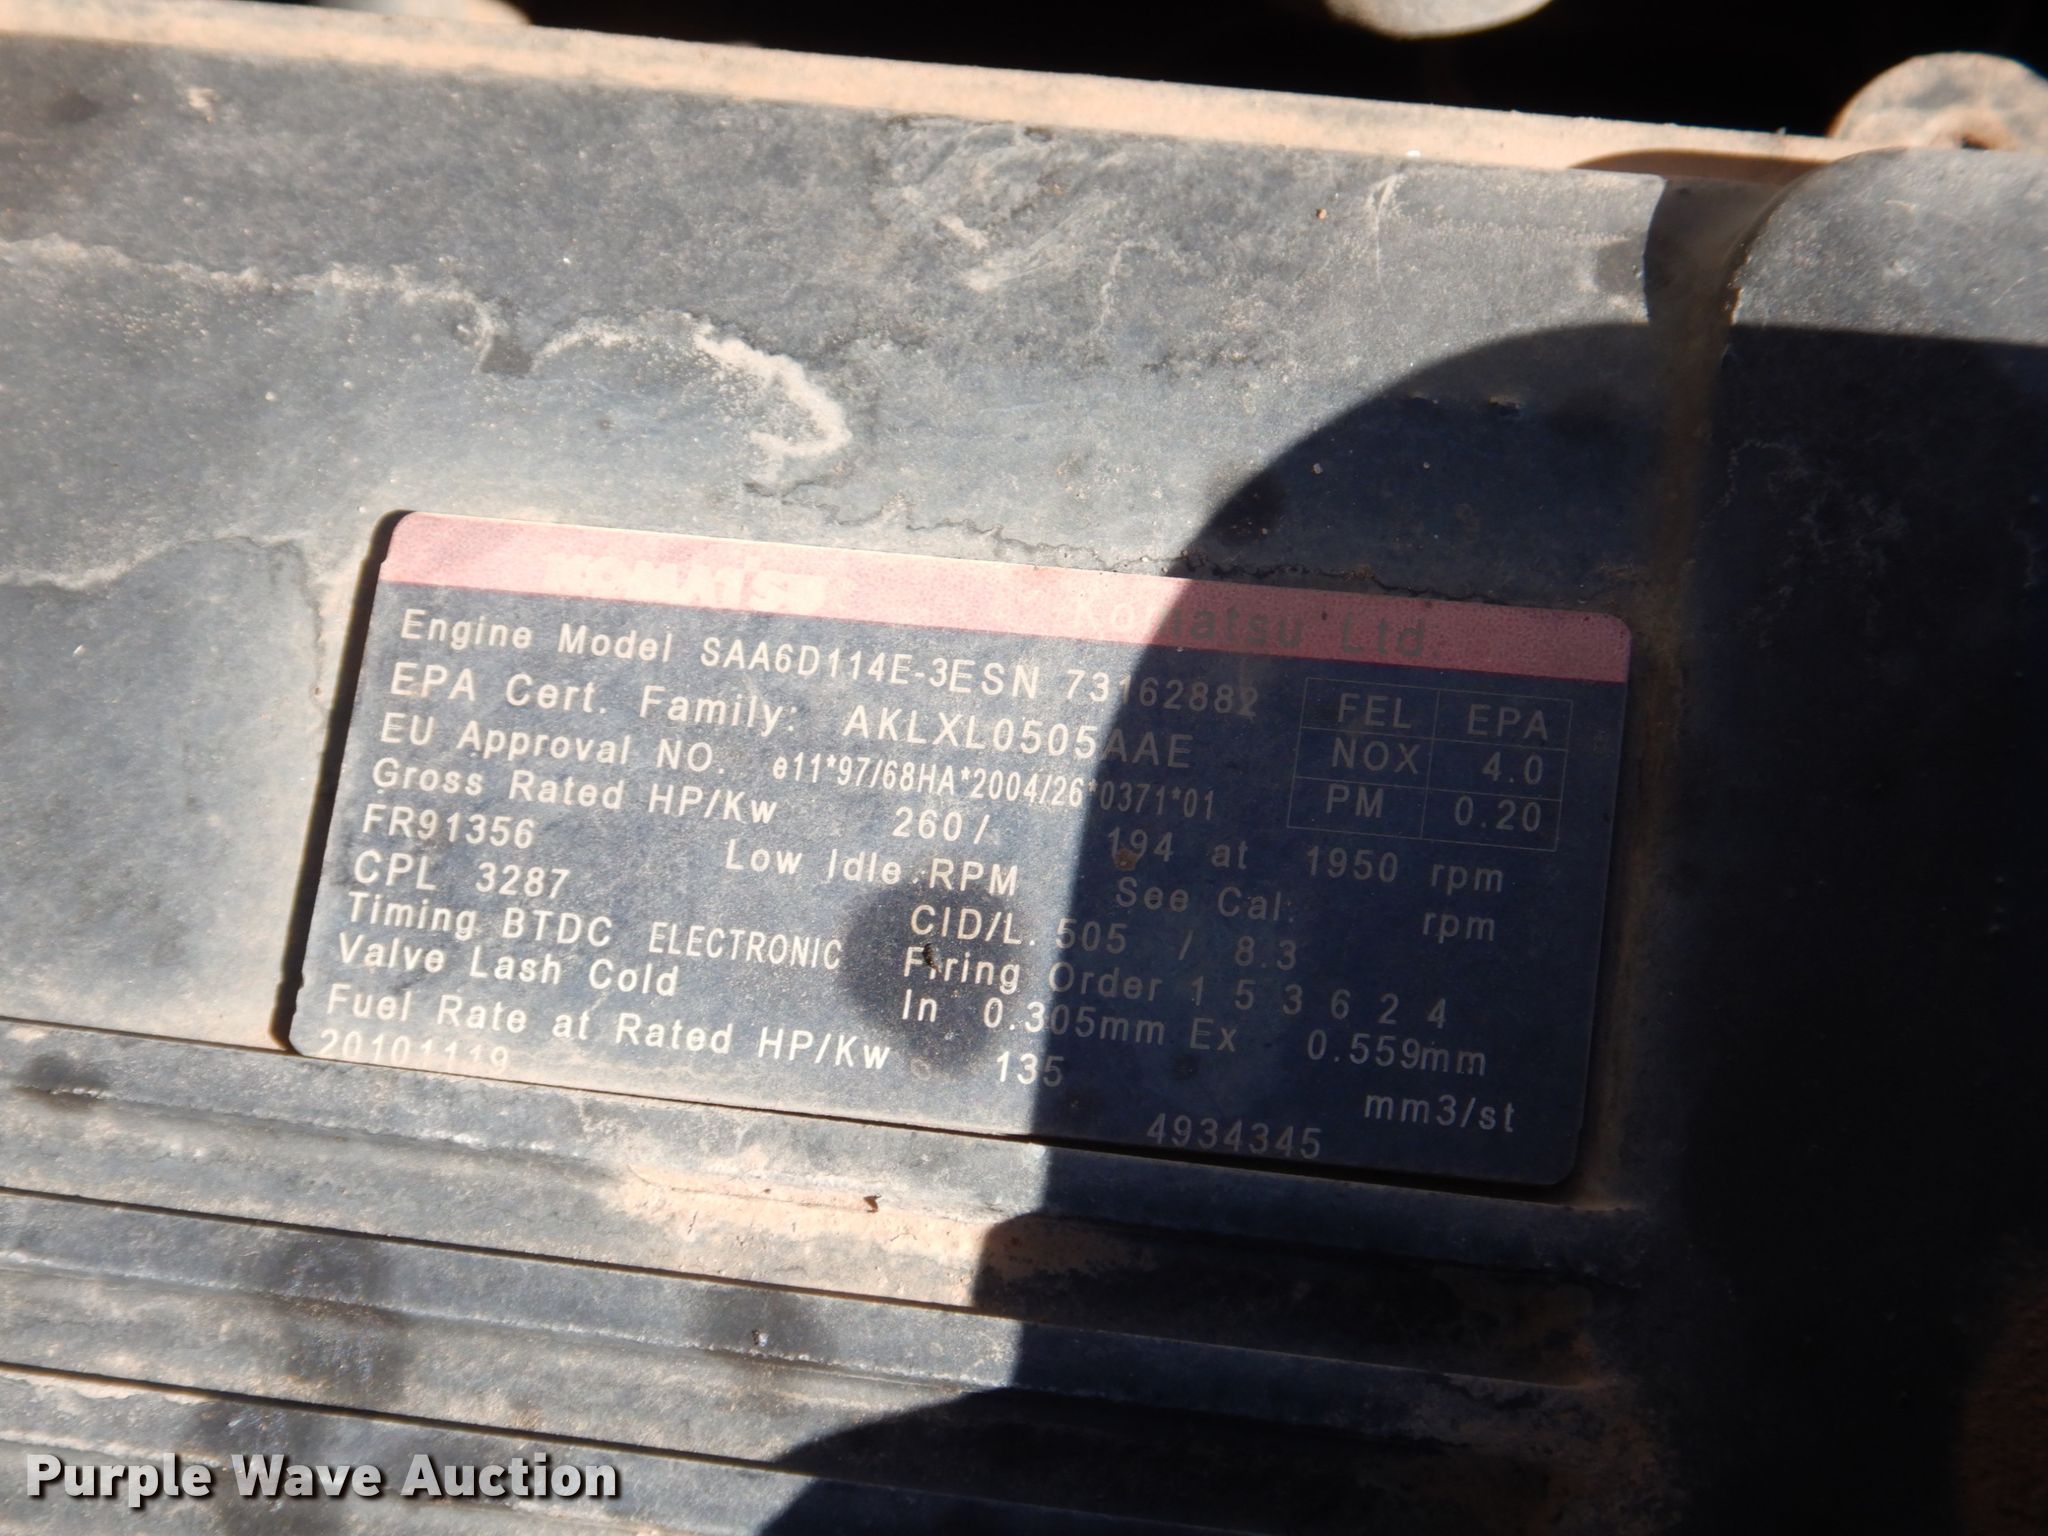 KOMATSU Komatsu Ltd.
Engine Model SAA6D114E-3ESN 73162882
EPA Cert. Family: AKLXL0505AAE
EU Approval NO. e11*97/68HA*2004/26*0371*01
FEL EPA
NOX 4.0
PM 0.20
Gross Rated HP/Kw 260/ 194 at 1950 rpm
FR91356 Low Idle RPM See Cal. rpm
CPL 3287 CID/L. 505 / 8.3
Timing BTDC ELECTRONIC Firing Order 1 5 3 6 2 4
Valve Lash Cold In 0.305mm Ex 0.559mm
Fuel Rate at Rated HP/Kw 135 mm3/st
20101119 4934345
Purple Wave Auction